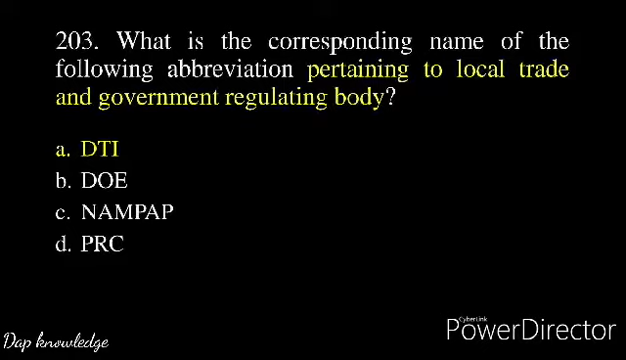 203. What is the corresponding name of the
following abbreviation pertaining to local trade
and government regulating body?
a. DTI
b. DOE
c. NAMPAP
d. PRC
CyberLink
PowerDirector
Dap knowledge